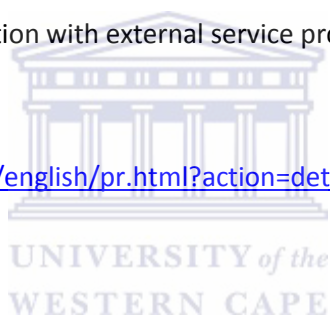 tion with external service pro
/english/pr.html?action=det
UNIVERSITY of the
WESTERN CAPE